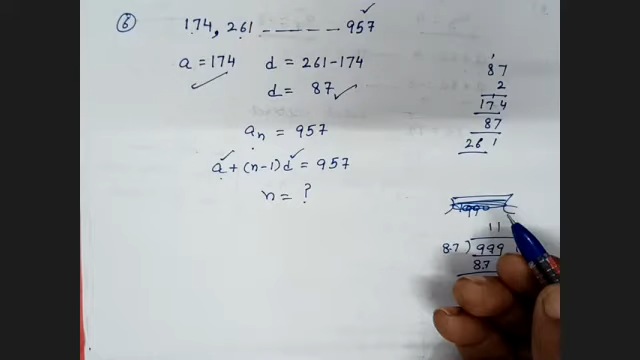 6 174, 261 ----- 957
a = 174 d = 261-174
d = 87
an = 957
a + (n-1)d = 957
n = ?
87
2
174
87
261
11
87 ) 999
87